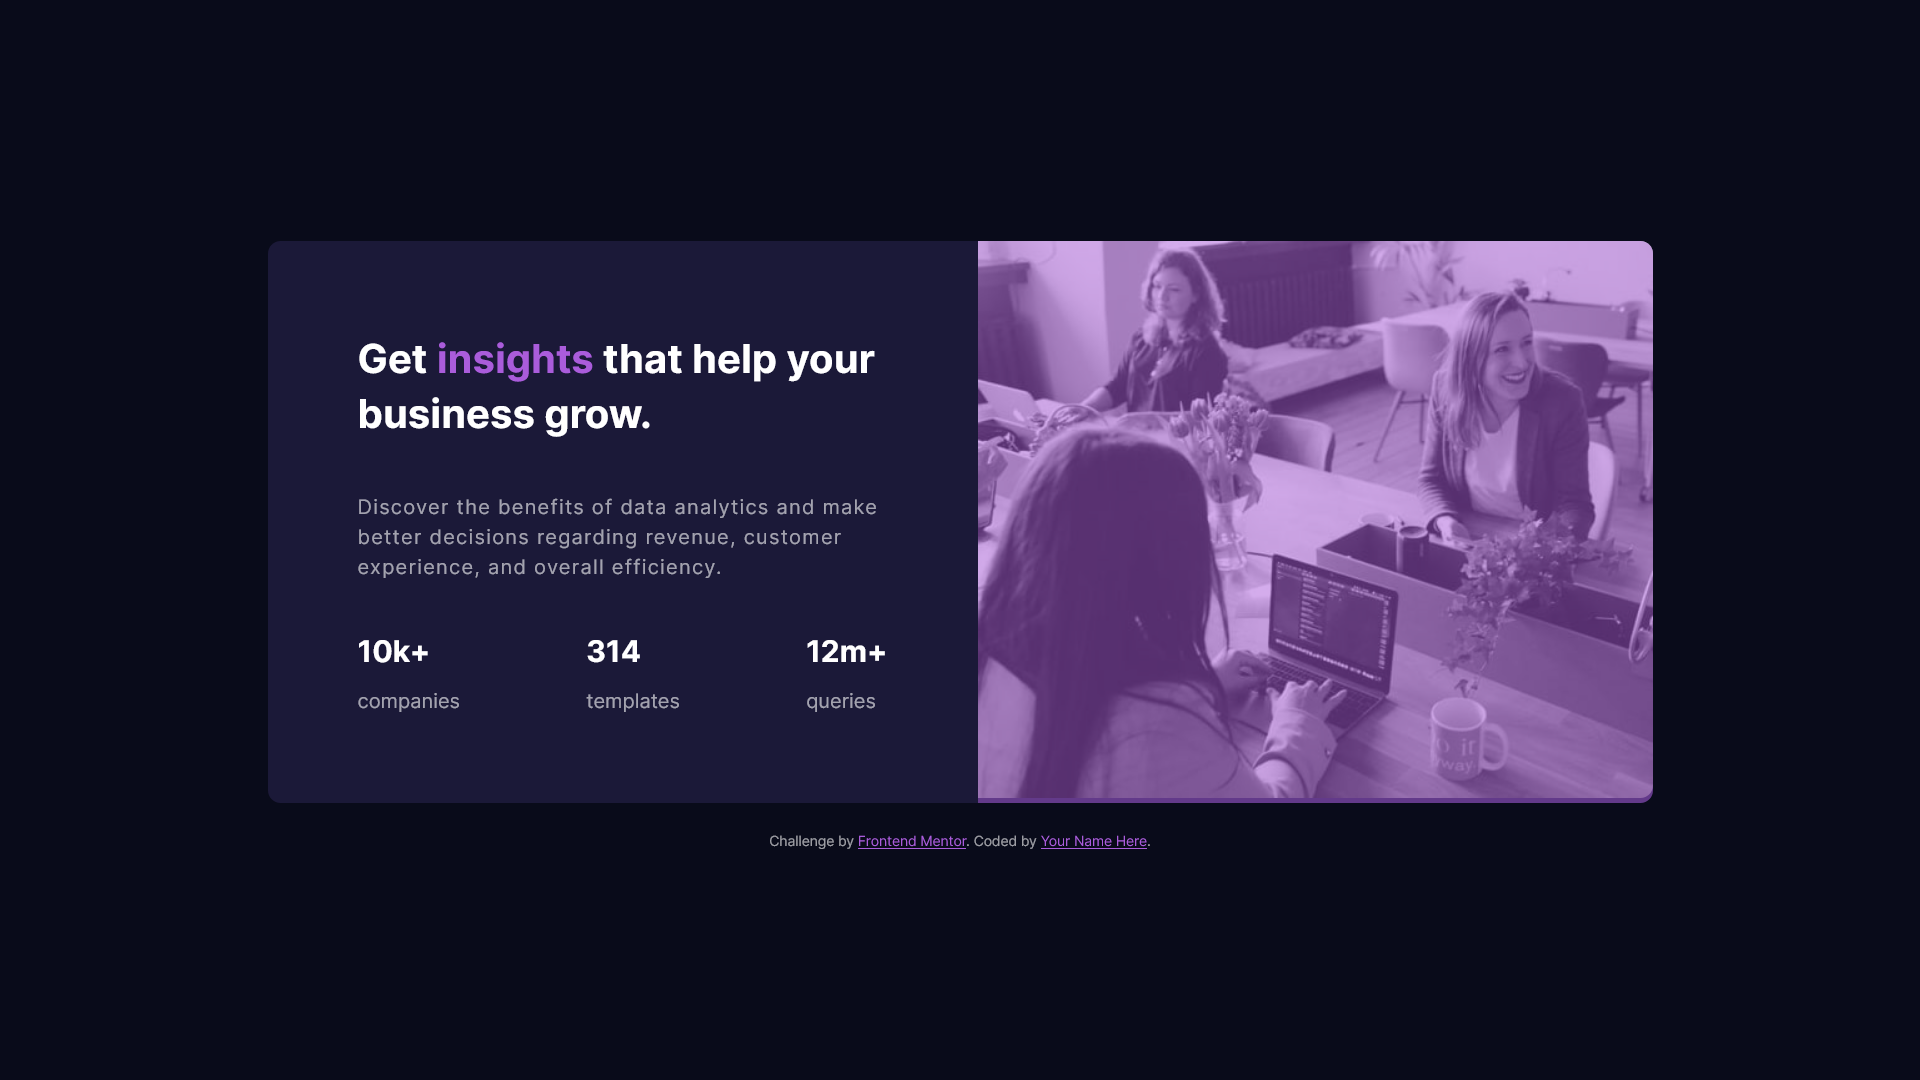 Get insights that help your
business grow.
Discover the benefits of data analytics and make
better decisions regarding revenue, customer
experience, and overall efficiency.
10k+ 314 12m+
companies templates queries
Challenge by Frontend Mentor. Coded by Your Name Here.